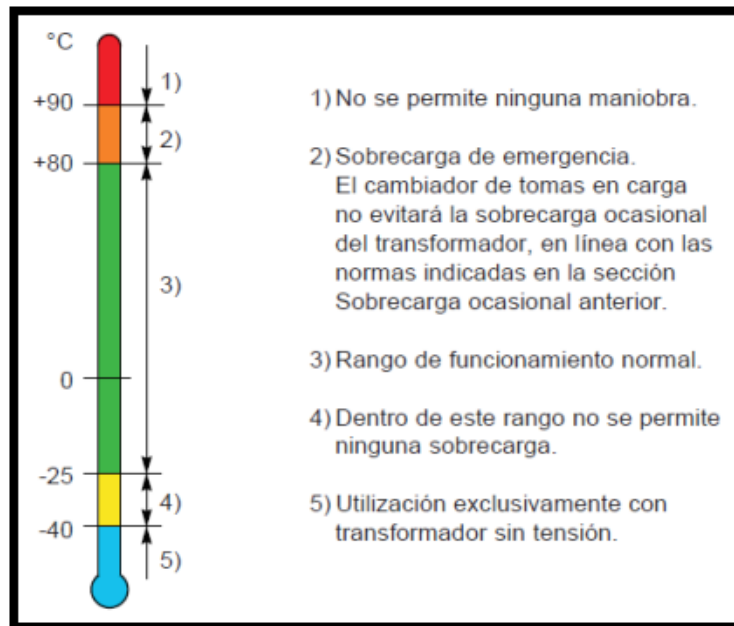 °C
+90
+80
0
-25
-40
1)
2)
3)
4)
5)
1) No se permite ninguna maniobra.
2) Sobrecarga de emergencia.
El cambiador de tomas en carga
no evitará la sobrecarga ocasional
del transformador, en línea con las
normas indicadas en la sección
Sobrecarga ocasional anterior.
3) Rango de funcionamiento normal.
4) Dentro de este rango no se permite
ninguna sobrecarga.
5) Utilización exclusivamente con
transformador sin tensión.